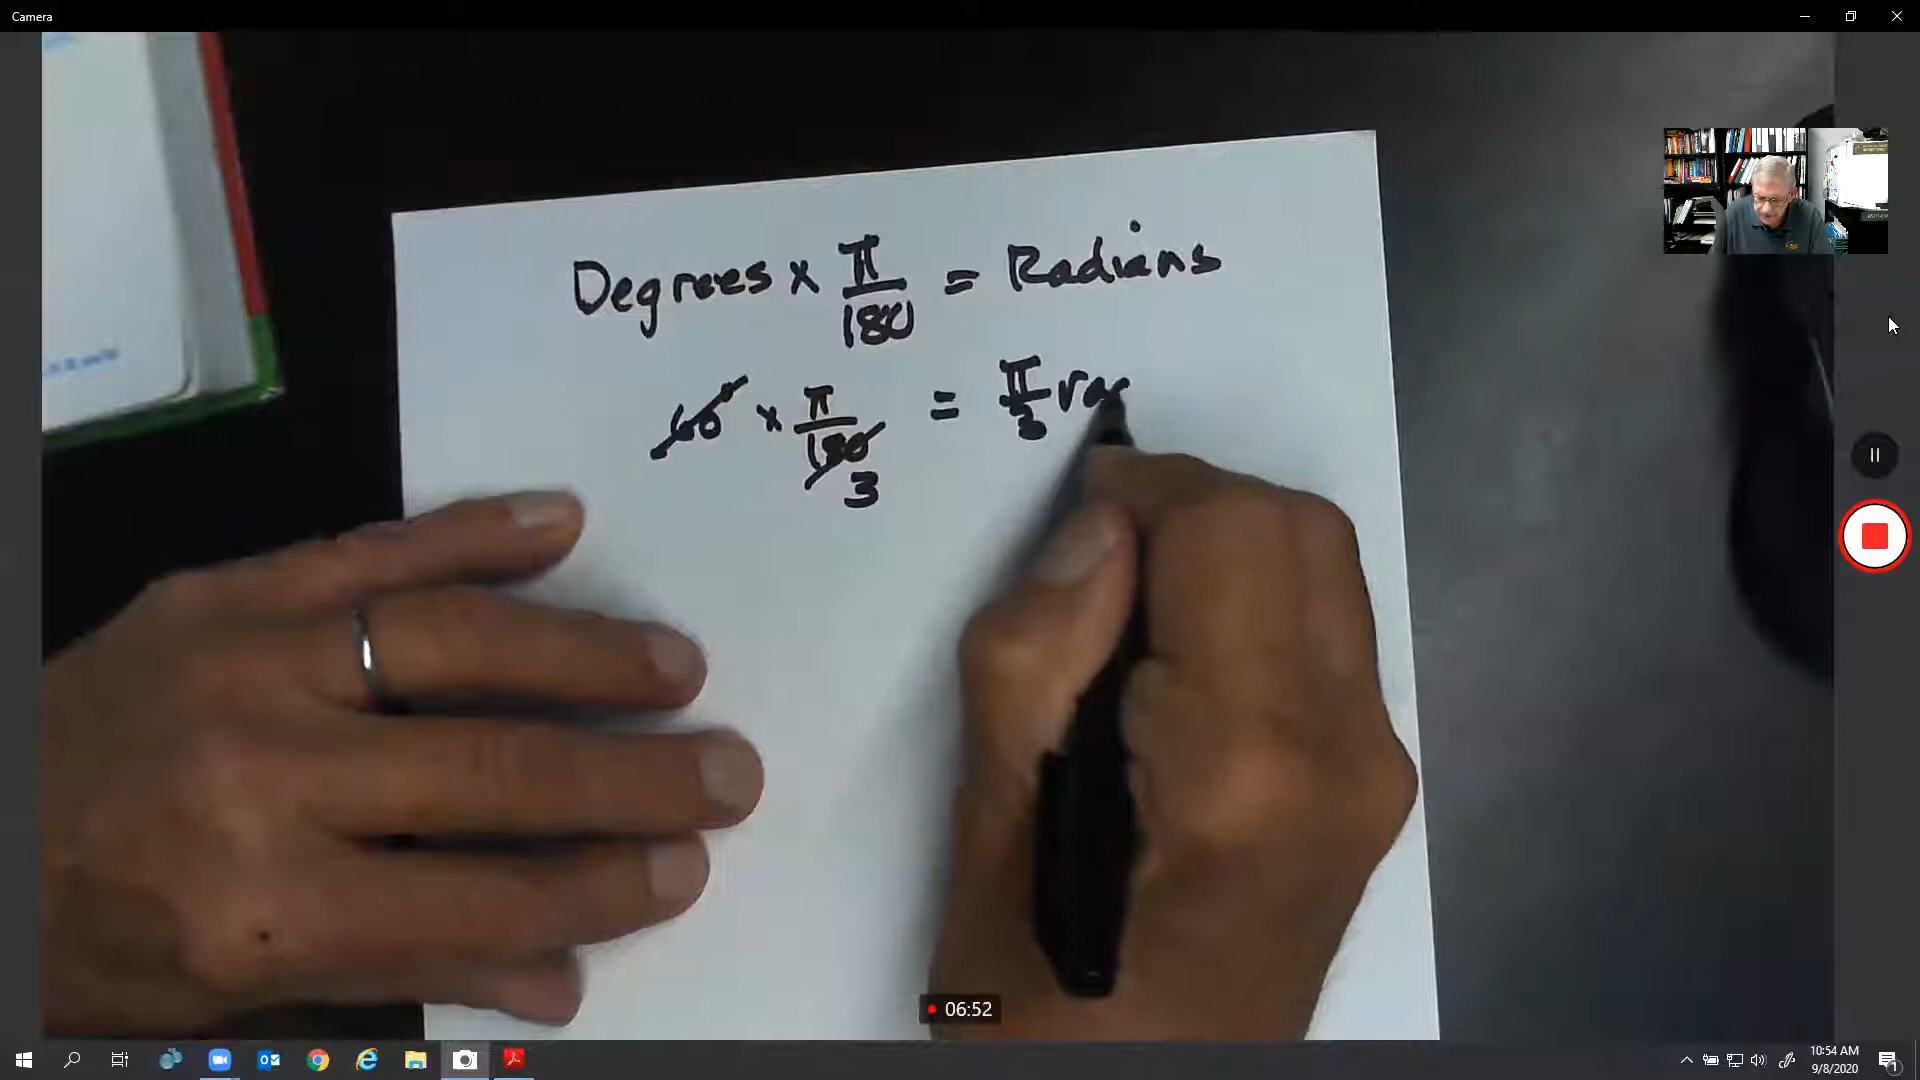 Camera
Degrees × π/180 = Radians
60 × π/180 = π/3 rad
3
06:52
10:54 AM
9/8/2020